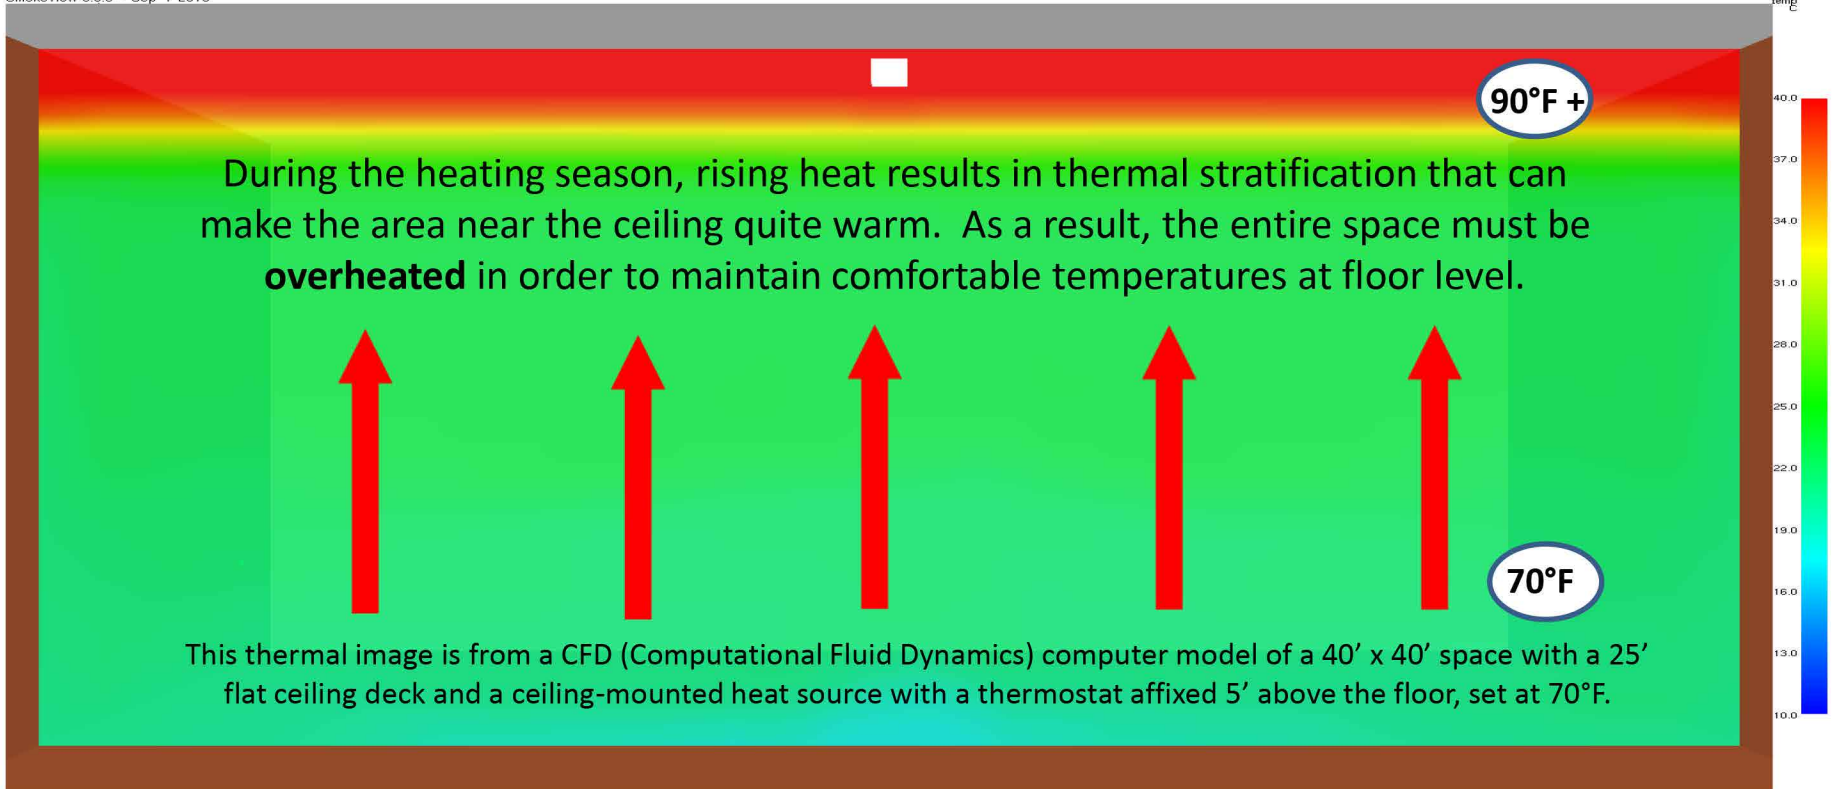 temp
C
90°F +
40.0
During the heating season, rising heat results in thermal stratification that can
37.0
make the area near the ceiling quite warm.  As a result, the entire space must be
34.0
overheated in order to maintain comfortable temperatures at floor level.
31.0
28.0
25.0
22.0
19.0
70°F
16.0
This thermal image is from a CFD (Computational Fluid Dynamics) computer model of a 40’ x 40’ space with a 25’
13.0
flat ceiling deck and a ceiling-mounted heat source with a thermostat affixed 5’ above the floor, set at 70°F.
10.0